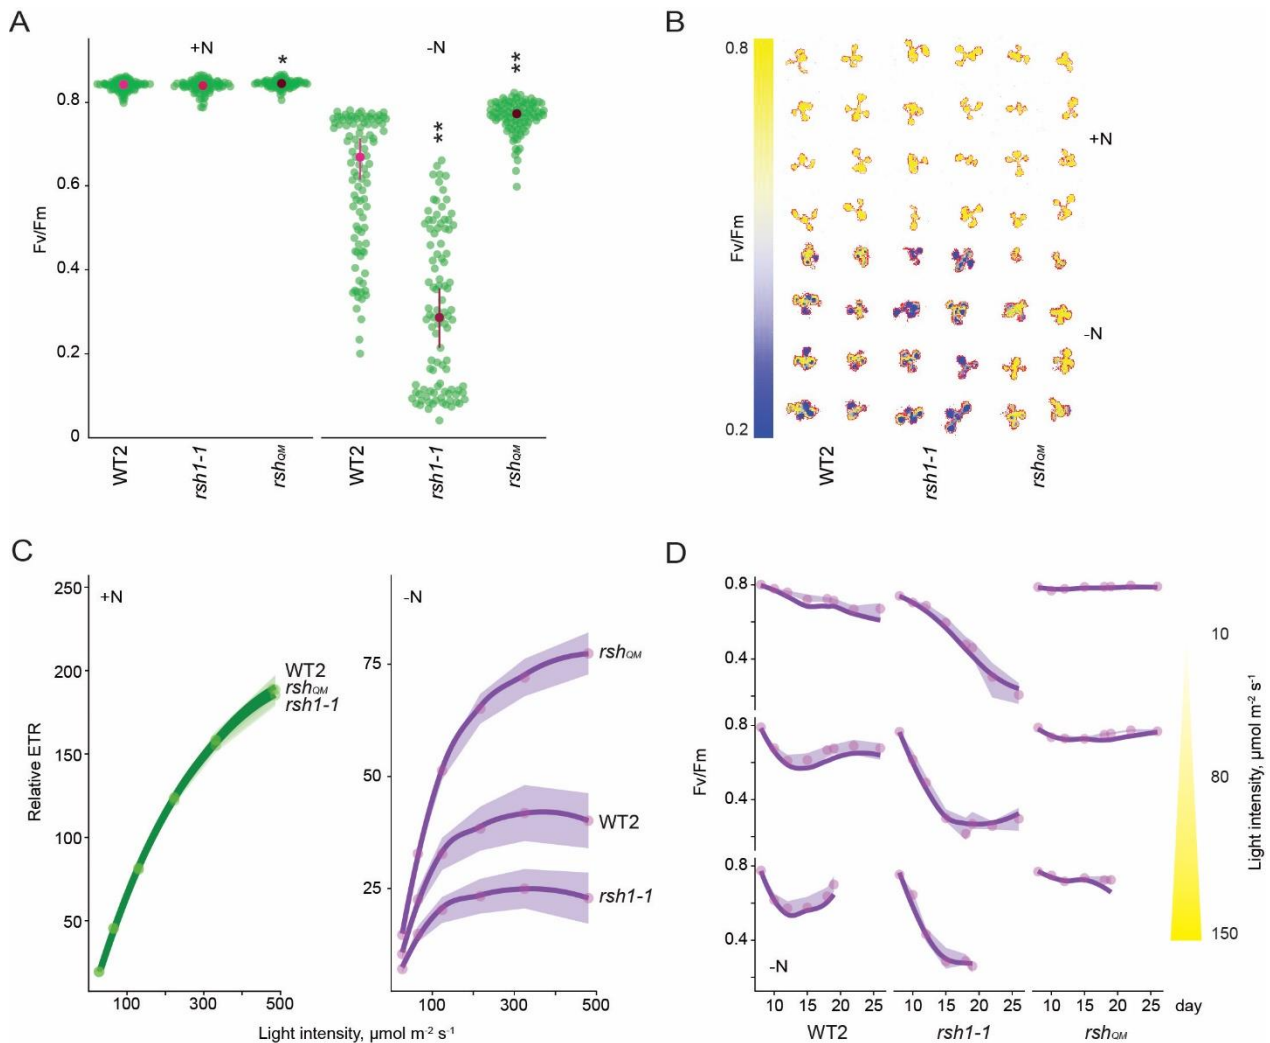 A
+N
-N
*
**
**
0.8
0.6
0.4
0.2
0
Fv/Fm
WT2
rsh1-1
rshQM
WT2
rsh1-1
rshQM
B
0.8
0.2
Fv/Fm
+N
-N
WT2
rsh1-1
rshQM
C
+N
250
200
150
100
50
Relative ETR
WT2
rshQM
rsh1-1
100
300
500
-N
75
50
25
rshQM
WT2
rsh1-1
100
300
500
Light intensity, µmol m-2 s-1
D
0.8
0.4
0.8
0.4
0.8
0.4
Fv/Fm
-N
10 15 20 25
10 15 20 25
10 15 20 25
day
WT2
rsh1-1
rshQM
10
80
150
Light intensity, µmol m-2 s-1